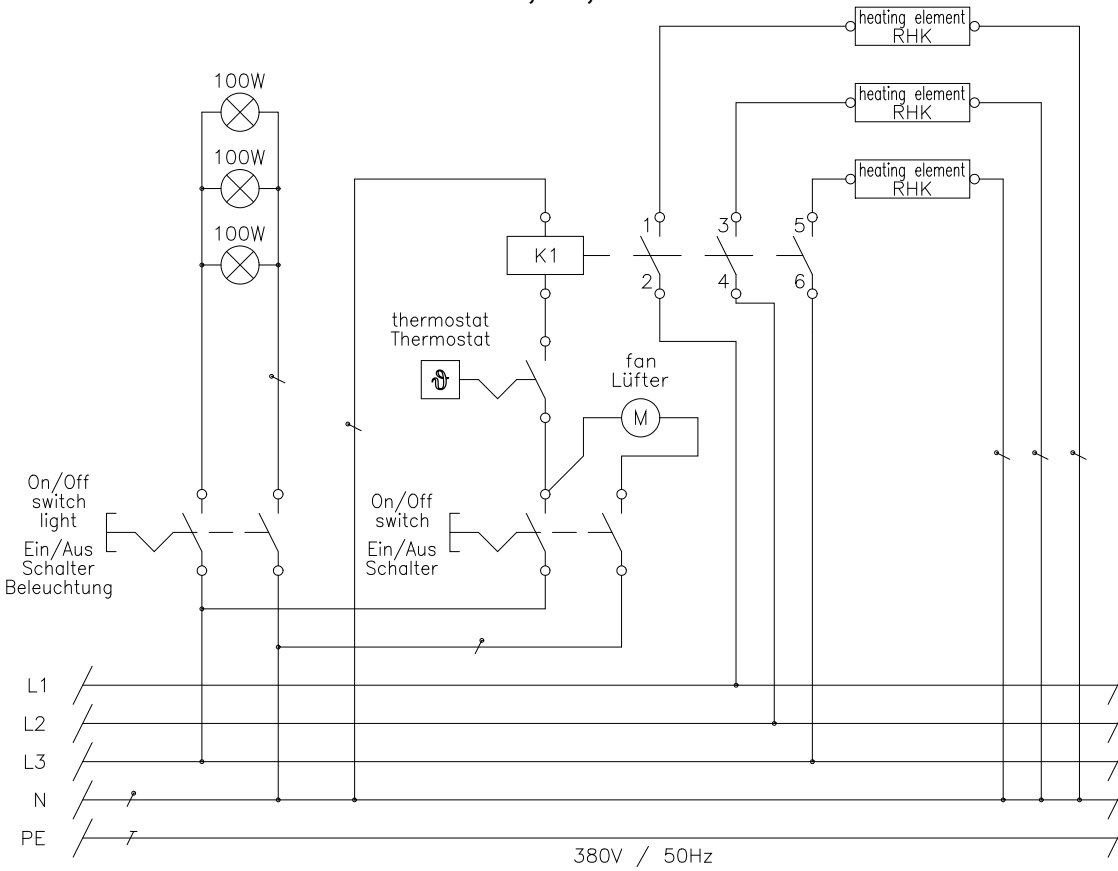 heating element
RHK
100W
heating element
RHK
100W
heating element
RHK
100W
1
3
5
K1
2
4
6
thermostat
Thermostat
ϑ
fan
Lüfter
M
On/Off
switch
light
Ein/Aus
Schalter
Beleuchtung
On/Off
switch
Ein/Aus
Schalter
L1
L2
L3
N
PE
380V / 50Hz